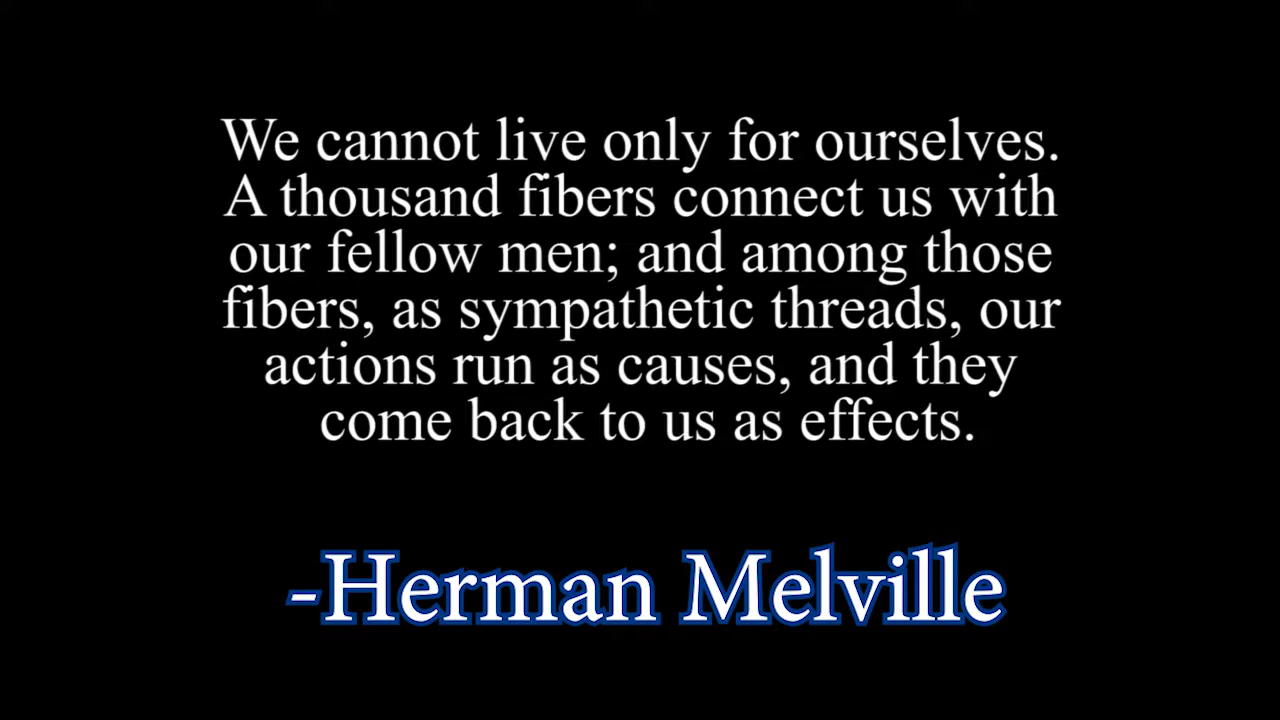 We cannot live only for ourselves.
A thousand fibers connect us with
our fellow men; and among those
fibers, as sympathetic threads, our
actions run as causes, and they
come back to us as effects.
-Herman Melville